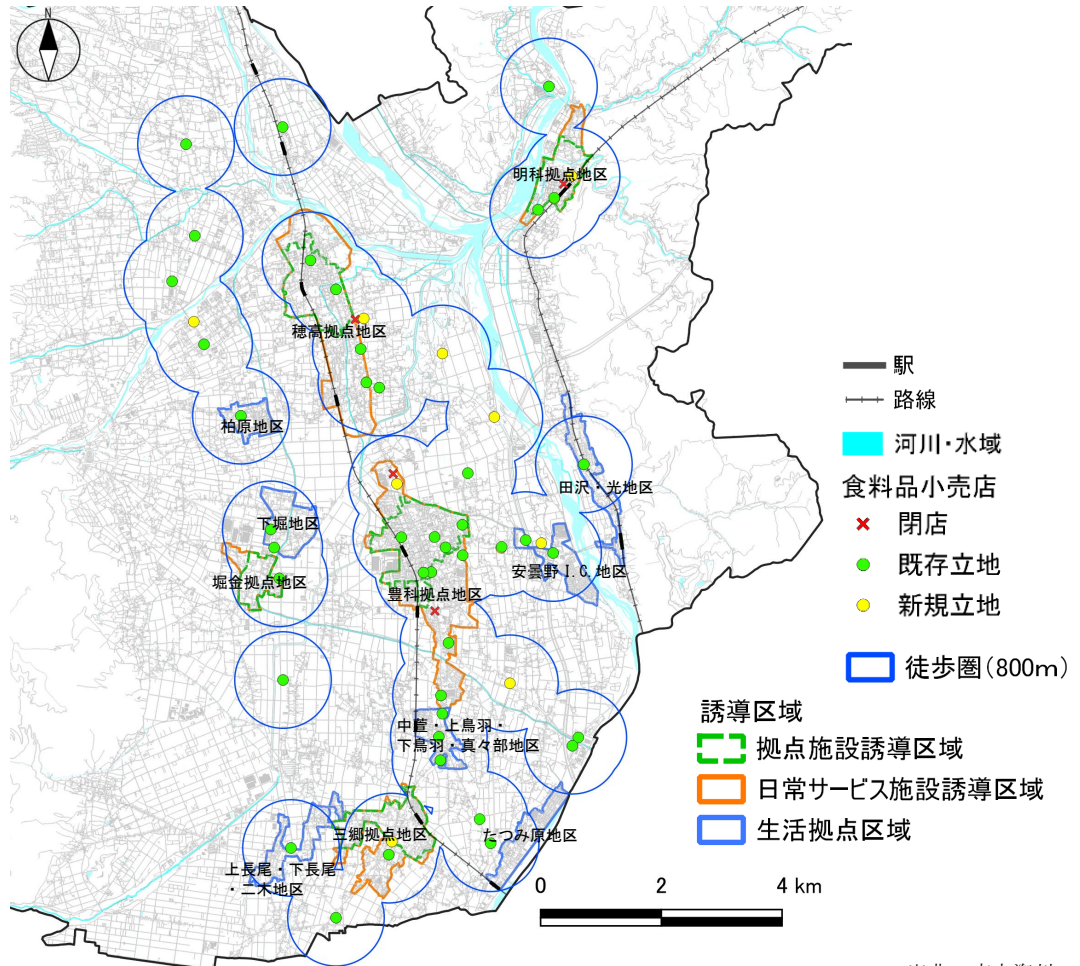 N
明科拠点地区
穂高拠点地区
柏原地区
田沢・光地区
下堀地区
堀金拠点地区
安曇野I.C.地区
豊科拠点地区
中萱・上鳥羽・
下鳥羽・真々部地区
三郷拠点地区
たつみ原地区
上長尾・下長尾
・二木地区
駅
路線
河川・水域
食料品小売店
閉店
既存立地
新規立地
徒歩圏(800m)
誘導区域
拠点施設誘導区域
日常サービス施設誘導区域
生活拠点区域
0 2 4 km